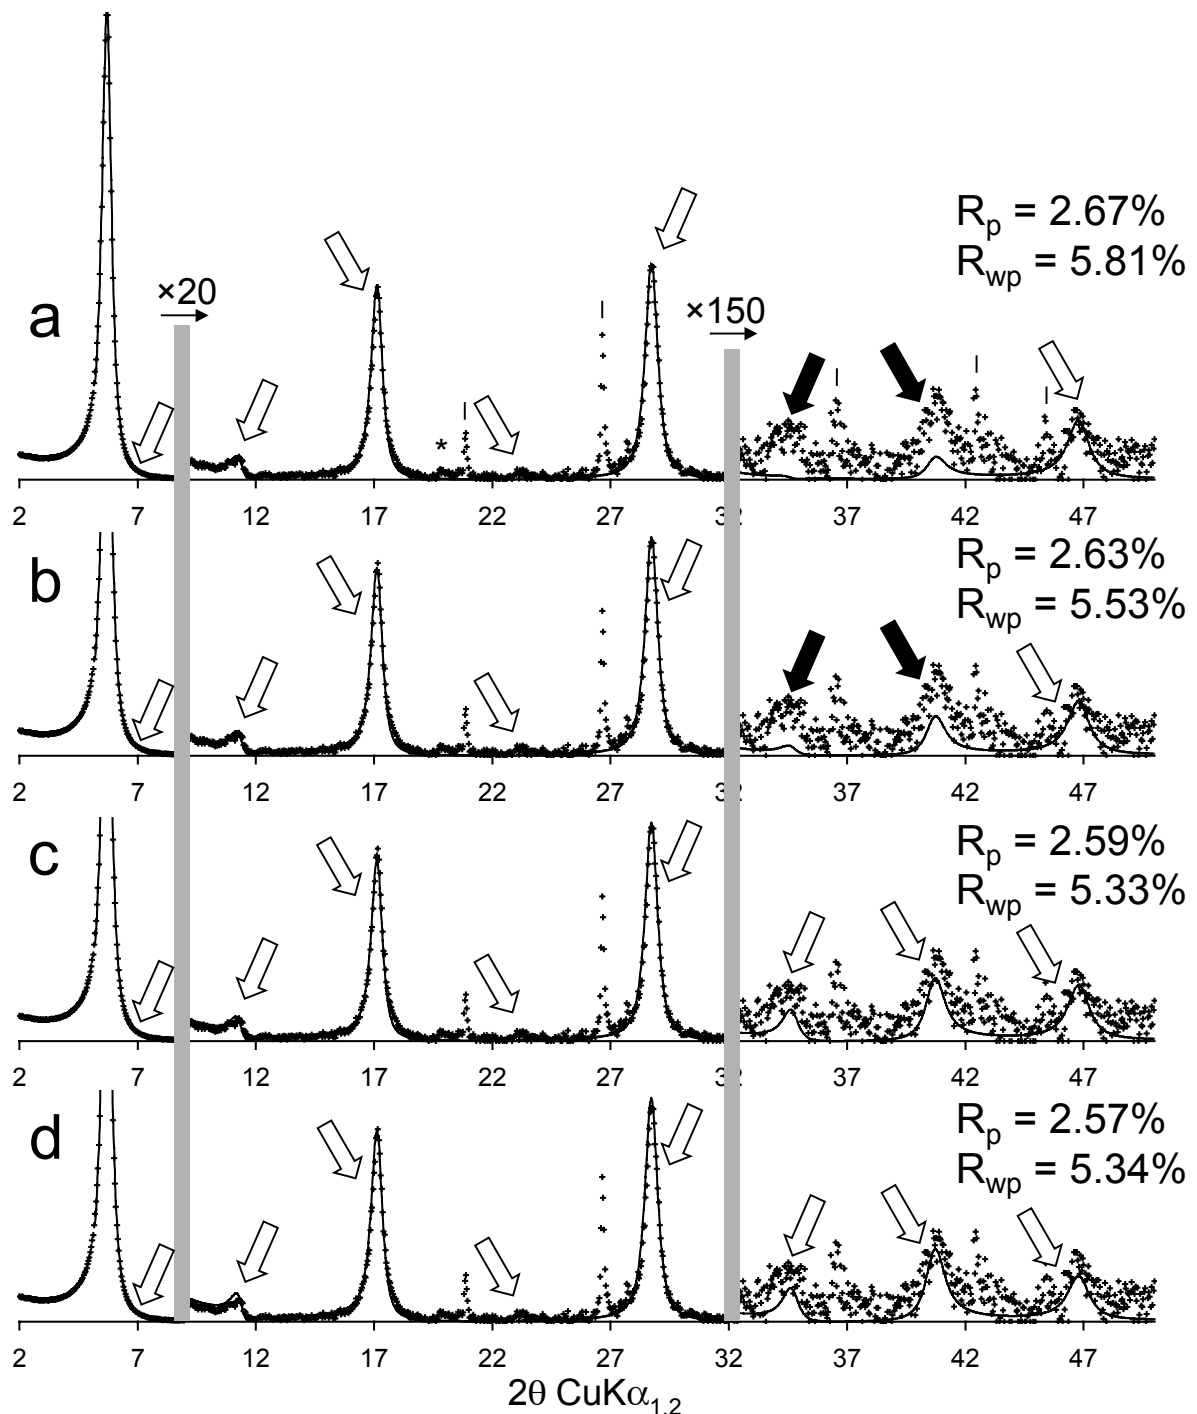 a
×20
*
×150
R_p = 2.67%
R_wp = 5.81%
2 7 12 17 22 27 32 37 42 47
b
R_p = 2.63%
R_wp = 5.53%
2 7 12 17 22 27 32 37 42 47
c
R_p = 2.59%
R_wp = 5.33%
2 7 12 17 22 27 32 37 42 47
d
R_p = 2.57%
R_wp = 5.34%
2 7 12 17 22 27 32 37 42 47
2θ CuKα_1,2